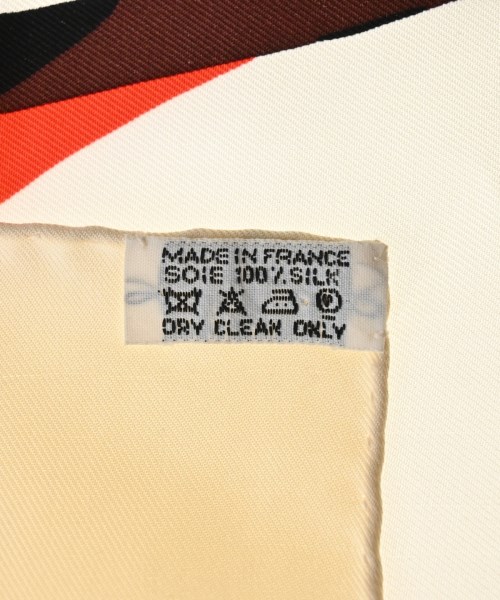 MADE IN FRANCE
SOIE 100% SILK
DRY CLEAN ONLY